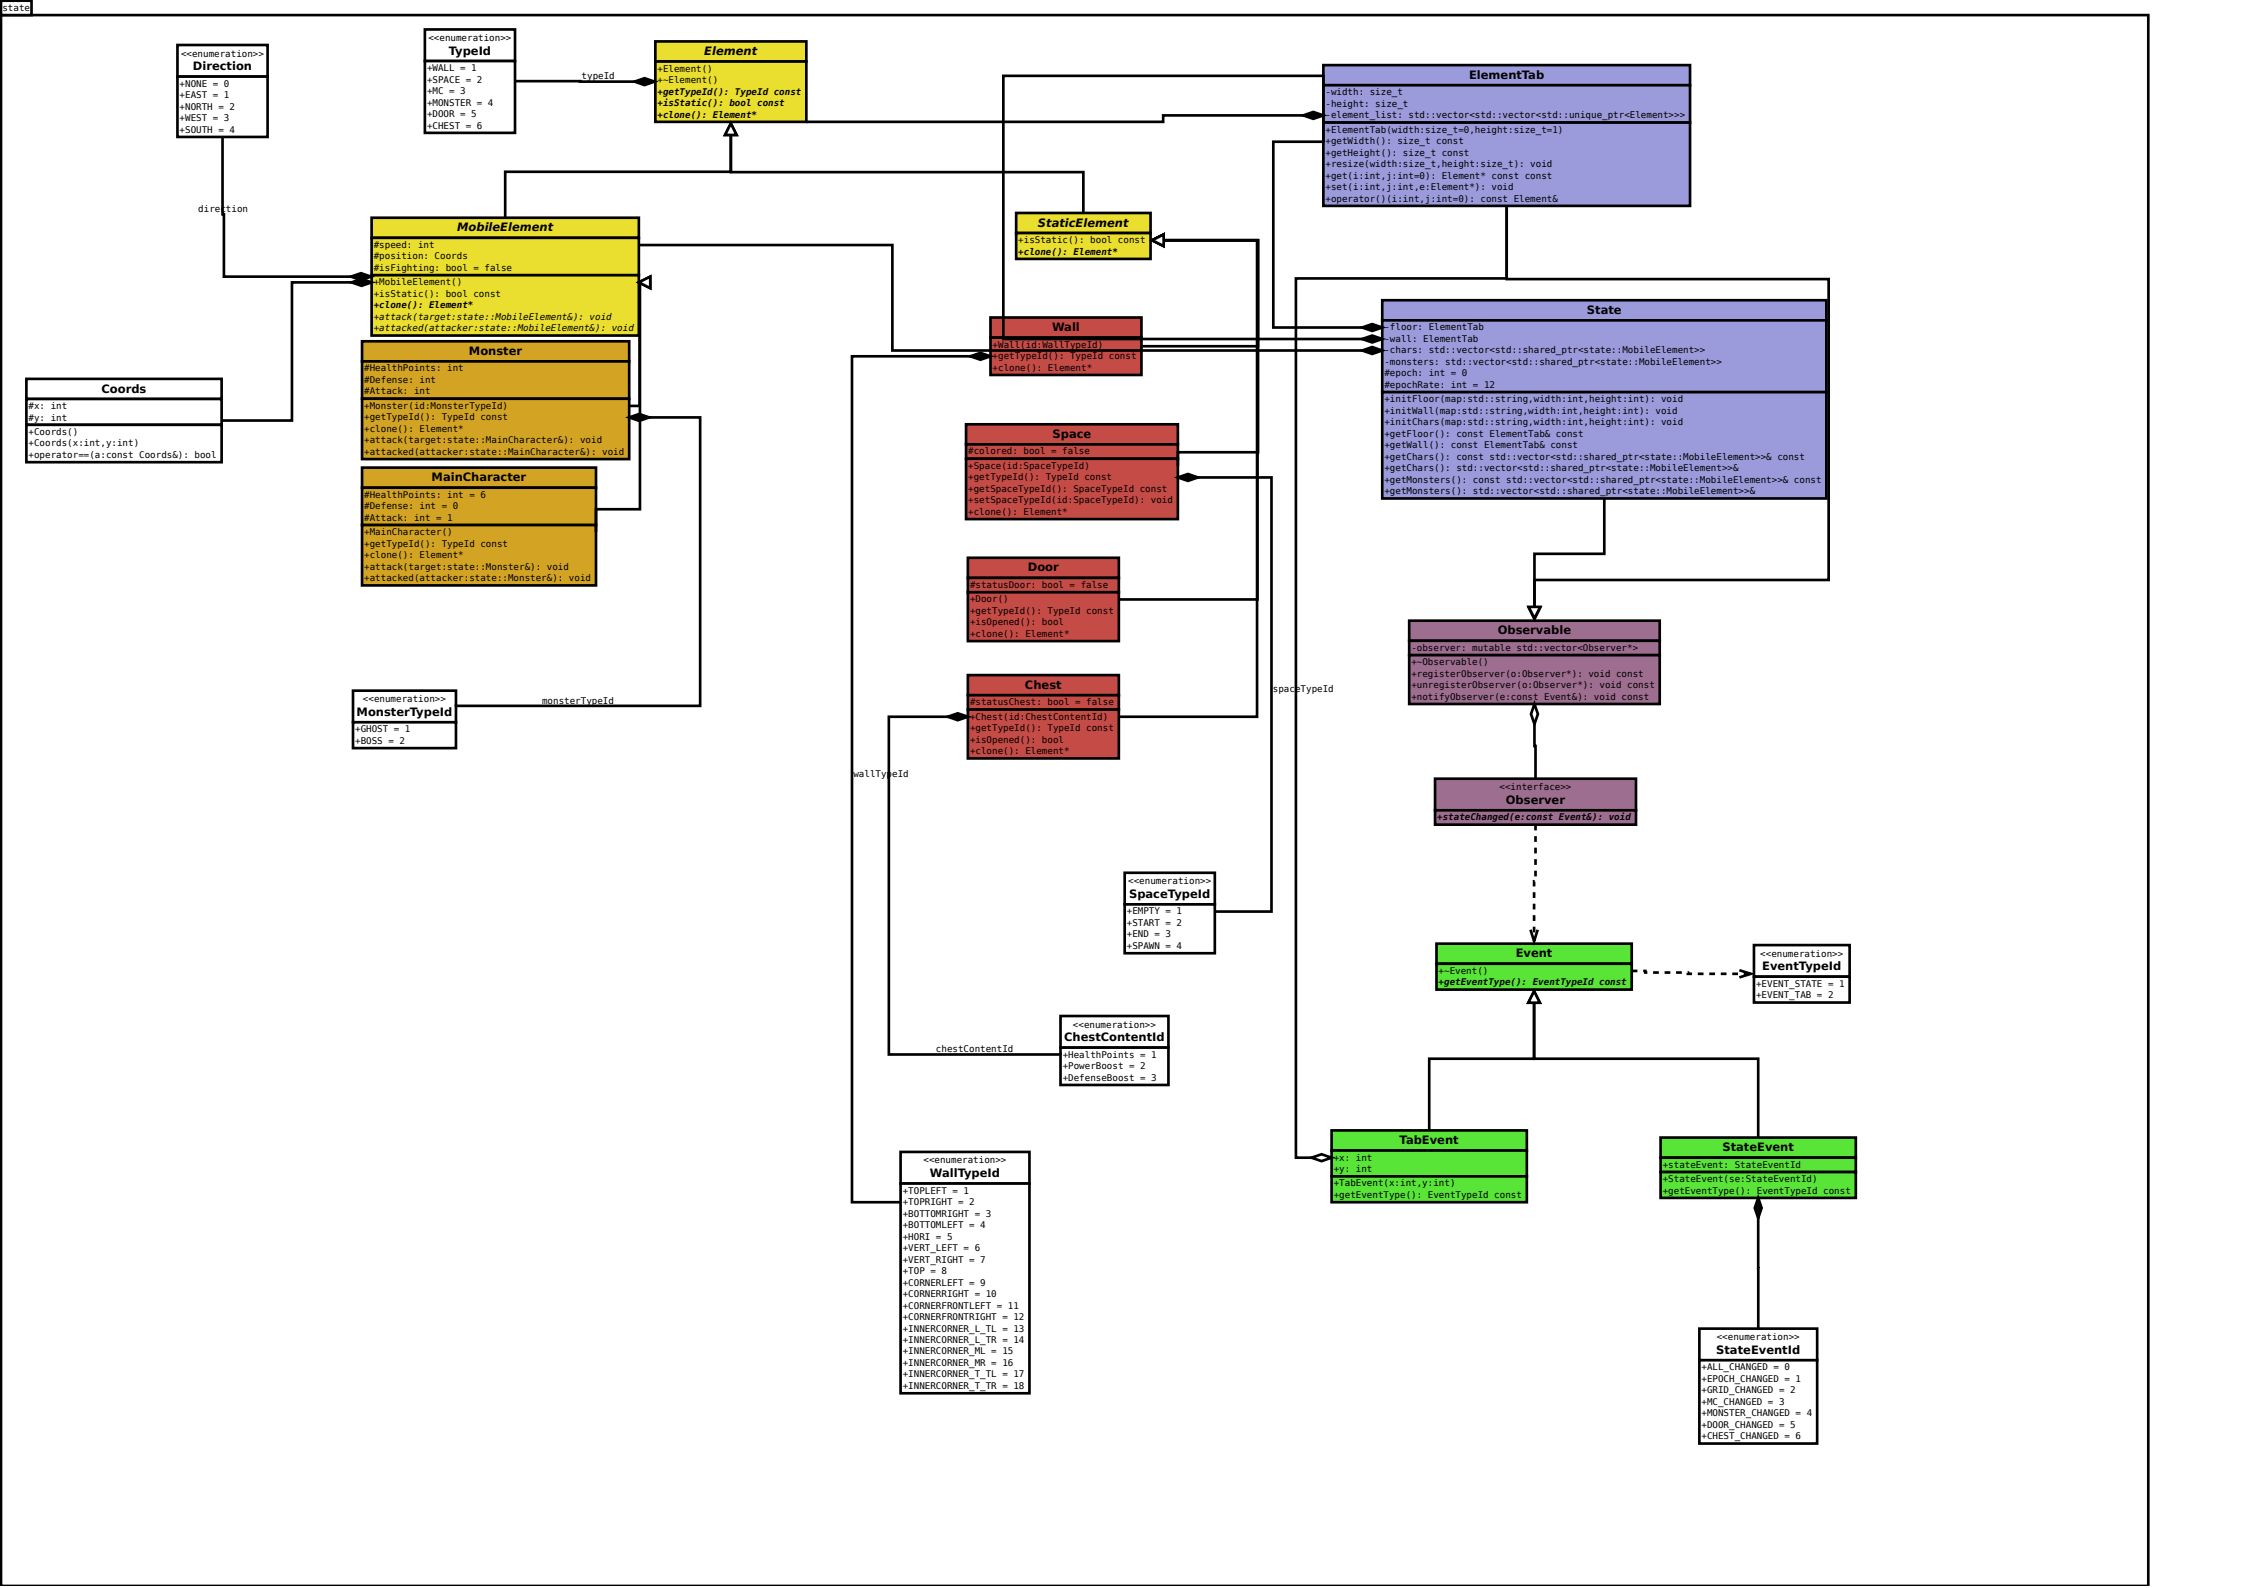 state
<<enumeration>>
Direction
+NONE = 0
+EAST = 1
+NORTH = 2
+WEST = 3
+SOUTH = 4
<<enumeration>>
TypeId
+WALL = 1
+SPACE = 2
+MC = 3
+MONSTER = 4
+DOOR = 5
+CHEST = 6
typeId
Element
+Element()
+~Element()
+getTypeId(): TypeId const
+isStatic(): bool const
+clone(): Element*
ElementTab
-width: size_t
-height: size_t
-element_list: std::vector<std::vector<std::unique_ptr<Element>>>
+ElementTab(width:size_t=0,height:size_t=1)
+getWidth(): size_t const
+getHeight(): size_t const
+resize(width:size_t,height:size_t): void
+get(i:int,j:int=0): Element* const const
+set(i:int,j:int,e:Element*): void
+operator()(i:int,j:int=0): const Element&
direction
MobileElement
#speed: int
#position: Coords
#isFighting: bool = false
+MobileElement()
+isStatic(): bool const
+clone(): Element*
+attack(target:state::MobileElement&): void
+attacked(attacker:state::MobileElement&): void
StaticElement
+isStatic(): bool const
+clone(): Element*
Wall
+Wall(id:WallTypeId)
+getTypeId(): TypeId const
+clone(): Element*
State
-floor: ElementTab
-wall: ElementTab
-chars: std::vector<std::shared_ptr<state::MobileElement>>
-monsters: std::vector<std::shared_ptr<state::MobileElement>>
#epoch: int = 0
#epochRate: int = 12
+initFloor(map:std::string,width:int,height:int): void
+initWall(map:std::string,width:int,height:int): void
+initChars(map:std::string,width:int,height:int): void
+getFloor(): const ElementTab& const
+getWall(): const ElementTab& const
+getChars(): const std::vector<std::shared_ptr<state::MobileElement>>& const
+getChars(): std::vector<std::shared_ptr<state::MobileElement>>&
+getMonsters(): const std::vector<std::shared_ptr<state::MobileElement>>& const
+getMonsters(): std::vector<std::shared_ptr<state::MobileElement>>&
Monster
#HealthPoints: int
#Defense: int
#Attack: int
+Monster(id:MonsterTypeId)
+getTypeId(): TypeId const
+clone(): Element*
+attack(target:state::MainCharacter&): void
+attacked(attacker:state::MainCharacter&): void
Coords
#x: int
#y: int
+Coords()
+Coords(x:int,y:int)
+operator==(a:const Coords&): bool
MainCharacter
#HealthPoints: int = 6
#Defense: int = 0
#Attack: int = 1
+MainCharacter()
+getTypeId(): TypeId const
+clone(): Element*
+attack(target:state::Monster&): void
+attacked(attacker:state::Monster&): void
Space
#colored: bool = false
+Space(id:SpaceTypeId)
+getTypeId(): TypeId const
+getSpaceTypeId(): SpaceTypeId const
+setSpaceTypeId(id:SpaceTypeId): void
+clone(): Element*
Door
#statusDoor: bool = false
+Door()
+getTypeId(): TypeId const
+isOpened(): bool
+clone(): Element*
Observable
-observer: mutable std::vector<Observer*>
+~Observable()
+registerObserver(o:Observer*): void const
+unregisterObserver(o:Observer*): void const
+notifyObserver(e:const Event&): void const
Chest
#statusChest: bool = false
+Chest(id:ChestContentId)
+getTypeId(): TypeId const
+isOpened(): bool
+clone(): Element*
spaceTypeId
<<enumeration>>
MonsterTypeId
+GHOST = 1
+BOSS = 2
monsterTypeId
wallTypeId
<<interface>>
Observer
+stateChanged(e:const Event&): void
<<enumeration>>
SpaceTypeId
+EMPTY = 1
+START = 2
+END = 3
+SPAWN = 4
Event
+~Event()
+getEventType(): EventTypeId const
<<enumeration>>
EventTypeId
+EVENT_STATE = 1
+EVENT_TAB = 2
<<enumeration>>
ChestContentId
+HealthPoints = 1
+PowerBoost = 2
+DefenseBoost = 3
chestContentId
TabEvent
+x: int
+y: int
+TabEvent(x:int,y:int)
+getEventType(): EventTypeId const
StateEvent
+stateEvent: StateEventId
+StateEvent(se:StateEventId)
+getEventType(): EventTypeId const
<<enumeration>>
WallTypeId
+TOPLEFT = 1
+TOPRIGHT = 2
+BOTTOMRIGHT = 3
+BOTTOMLEFT = 4
+HORI = 5
+VERT_LEFT = 6
+VERT_RIGHT = 7
+TOP = 8
+CORNERLEFT = 9
+CORNERRIGHT = 10
+CORNERFRONTLEFT = 11
+CORNERFRONTRIGHT = 12
+INNERCORNER_L_TL = 13
+INNERCORNER_L_TR = 14
+INNERCORNER_ML = 15
+INNERCORNER_MR = 16
+INNERCORNER_T_TL = 17
+INNERCORNER_T_TR = 18
<<enumeration>>
StateEventId
+ALL_CHANGED = 0
+EPOCH_CHANGED = 1
+GRID_CHANGED = 2
+MC_CHANGED = 3
+MONSTER_CHANGED = 4
+DOOR_CHANGED = 5
+CHEST_CHANGED = 6